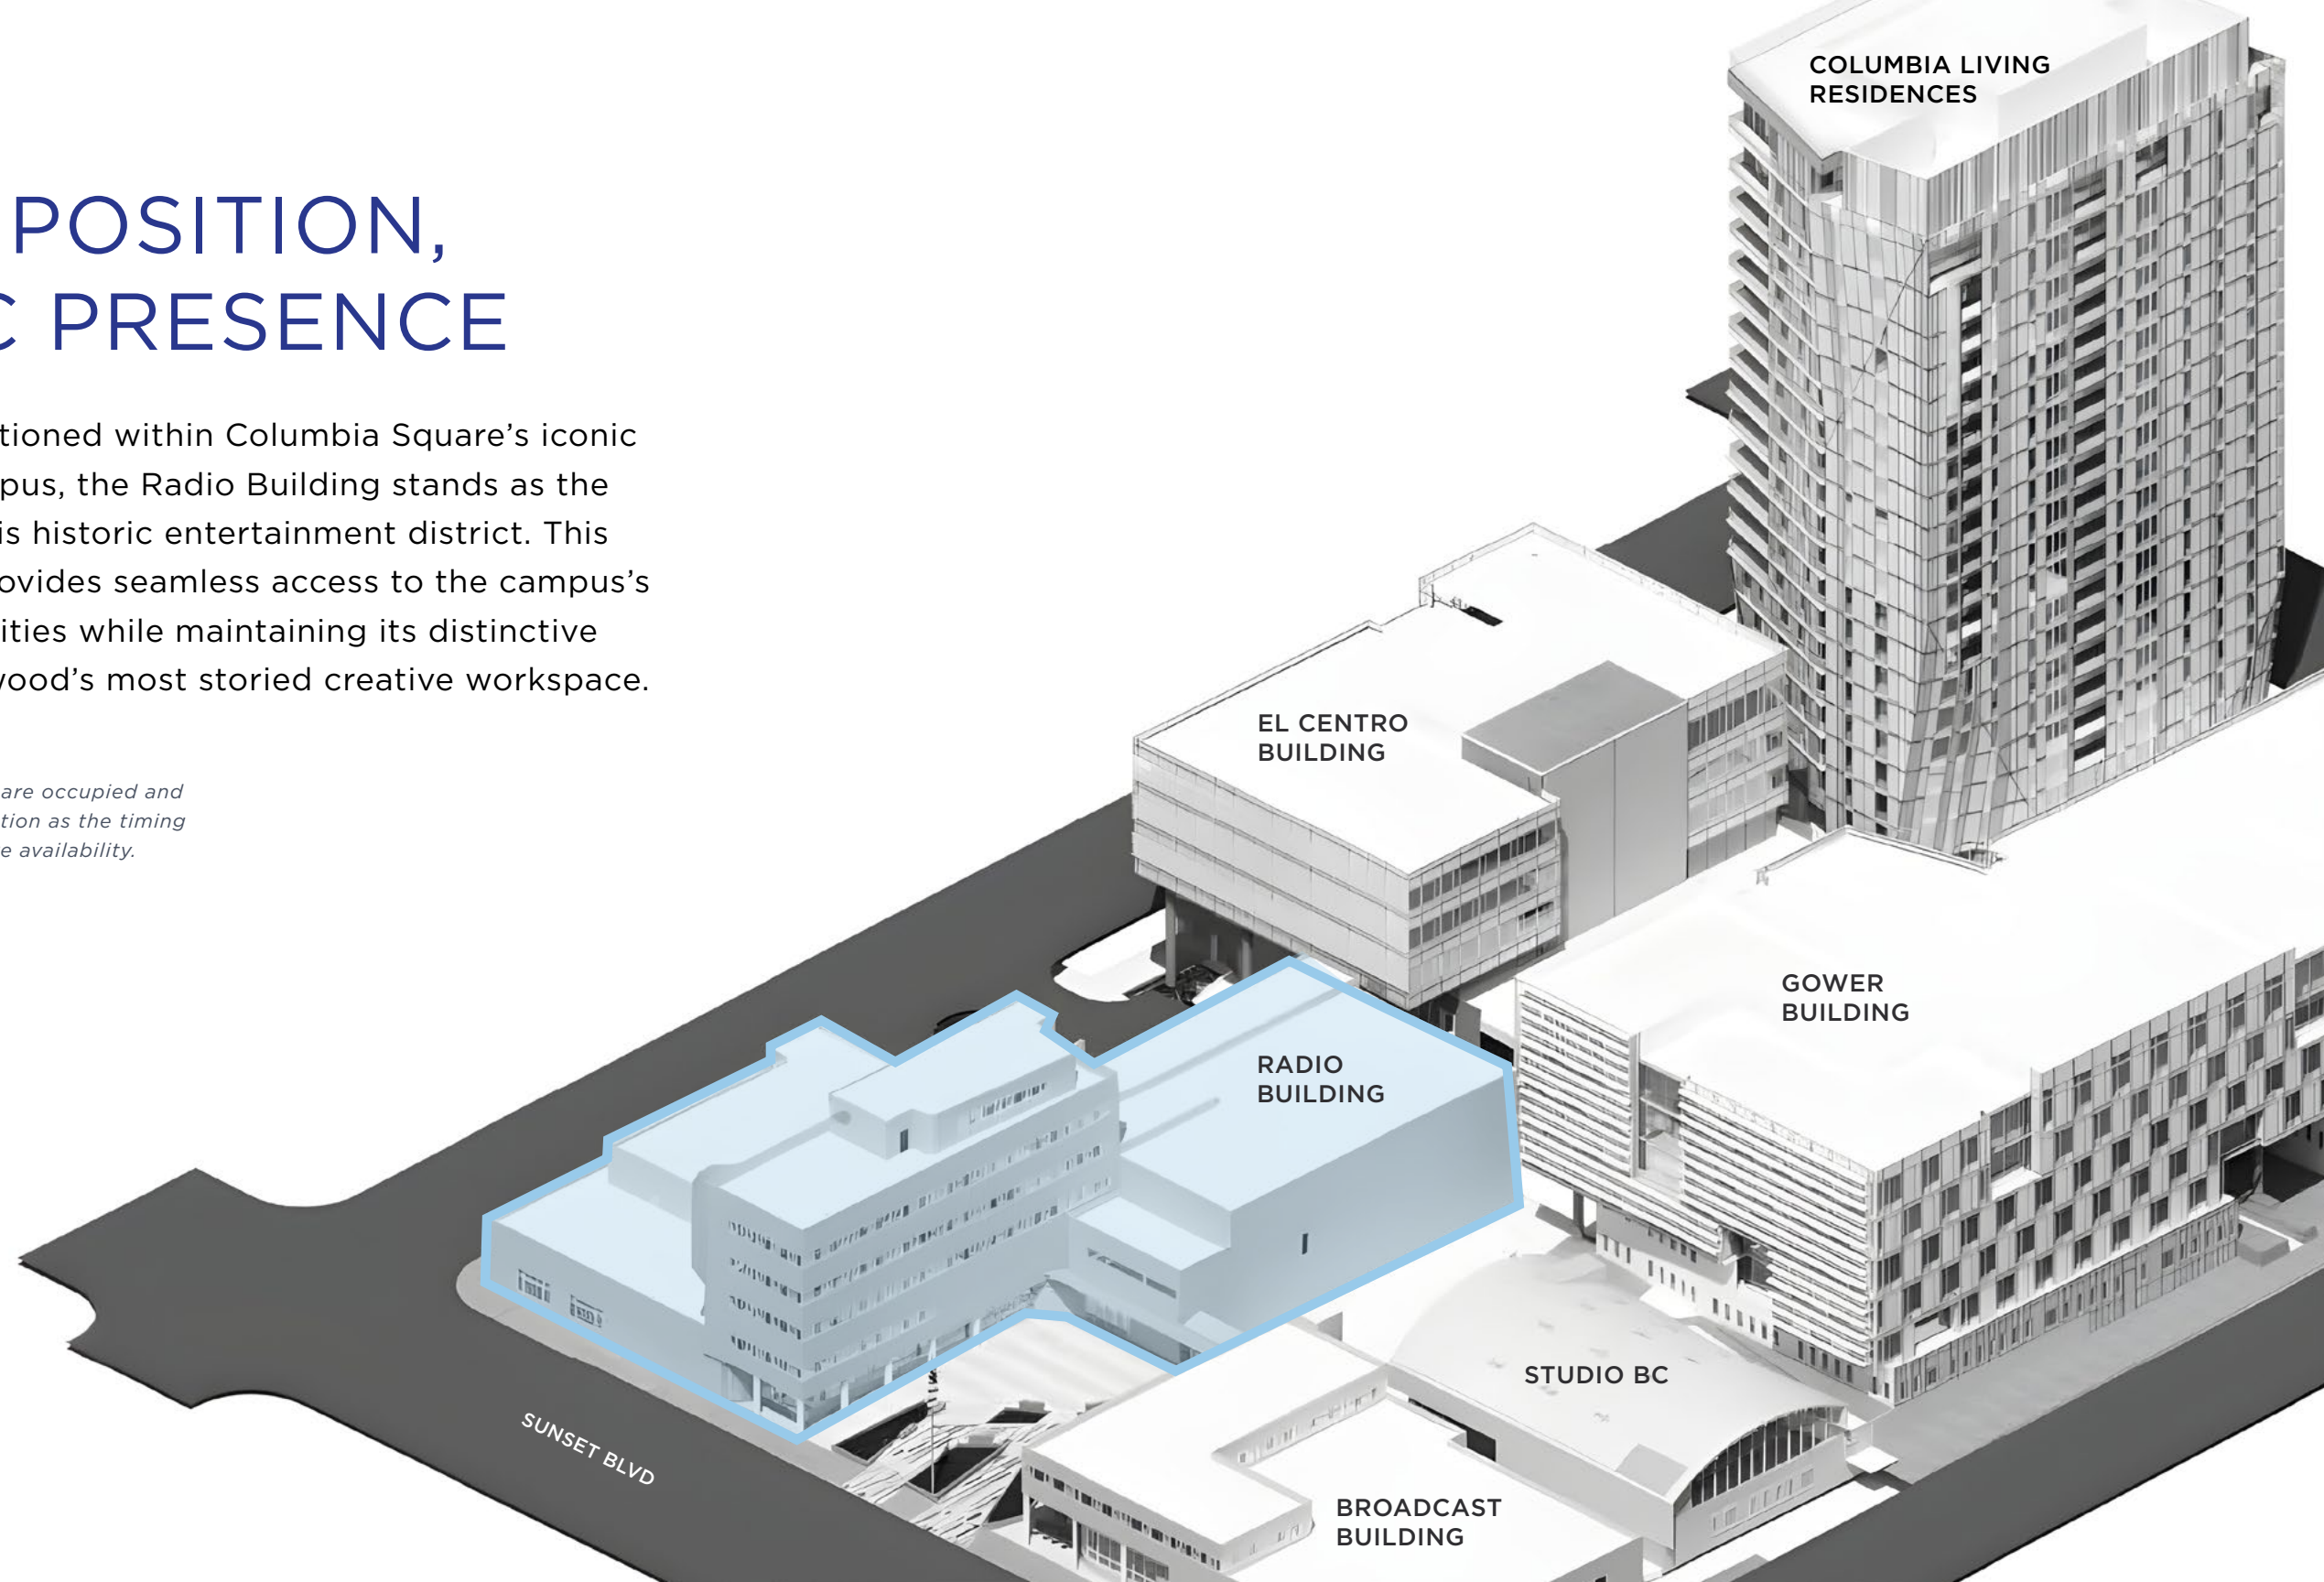 POSITION,
C PRESENCE
tioned within Columbia Square's iconic
pus, the Radio Building stands as the
is historic entertainment district. This
ovides seamless access to the campus's
ities while maintaining its distinctive
wood's most storied creative workspace.
are occupied and
tion as the timing
e availability.
COLUMBIA LIVING
RESIDENCES
EL CENTRO
BUILDING
GOWER
BUILDING
RADIO
BUILDING
STUDIO BC
SUNSET BLVD
BROADCAST
BUILDING